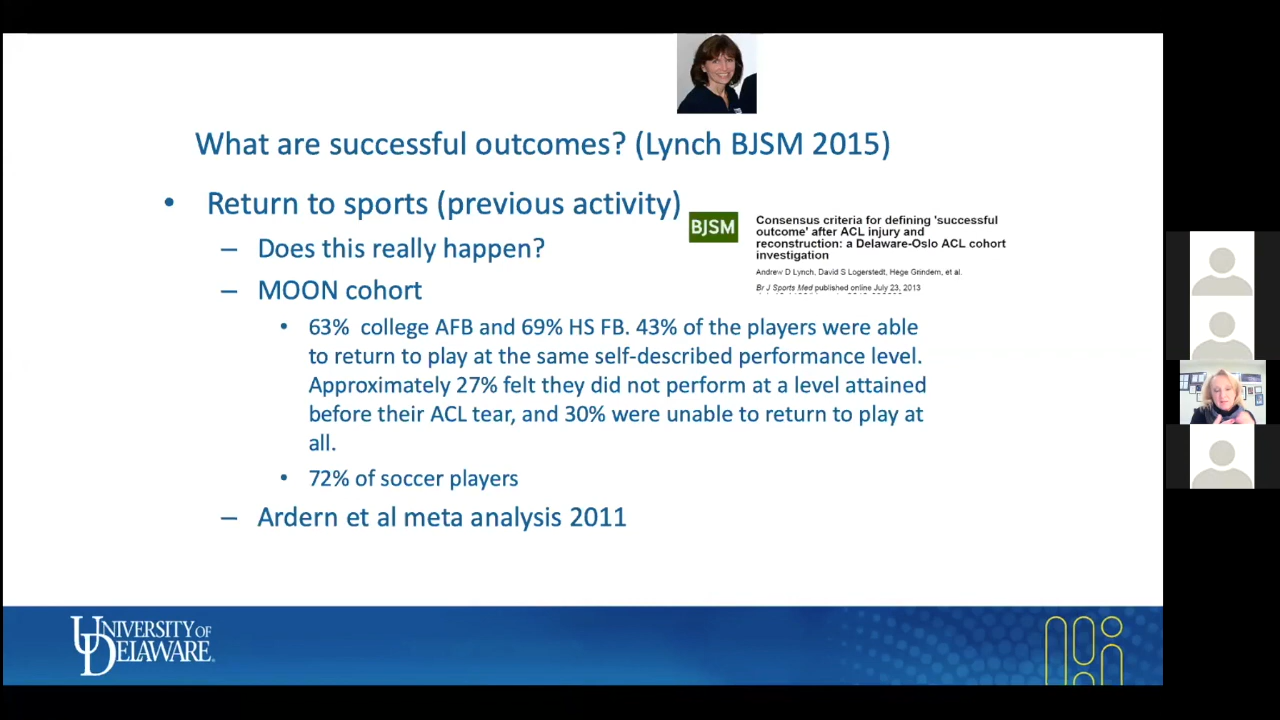 What are successful outcomes? (Lynch BJSM 2015)
• Return to sports (previous activity)
– Does this really happen?
– MOON cohort
• 63% college AFB and 69% HS FB. 43% of the players were able
to return to play at the same self-described performance level.
Approximately 27% felt they did not perform at a level attained
before their ACL tear, and 30% were unable to return to play at
all.
• 72% of soccer players
– Ardern et al meta analysis 2011
BJSM
Consensus criteria for defining 'successful
outcome' after ACL injury and
reconstruction: a Delaware-Oslo ACL cohort
investigation
Andrew D Lynch, David S Logerstedt, Hege Grindem, et al.
Br J Sports Med published online July 23, 2013
UNIVERSITY OF
DELAWARE